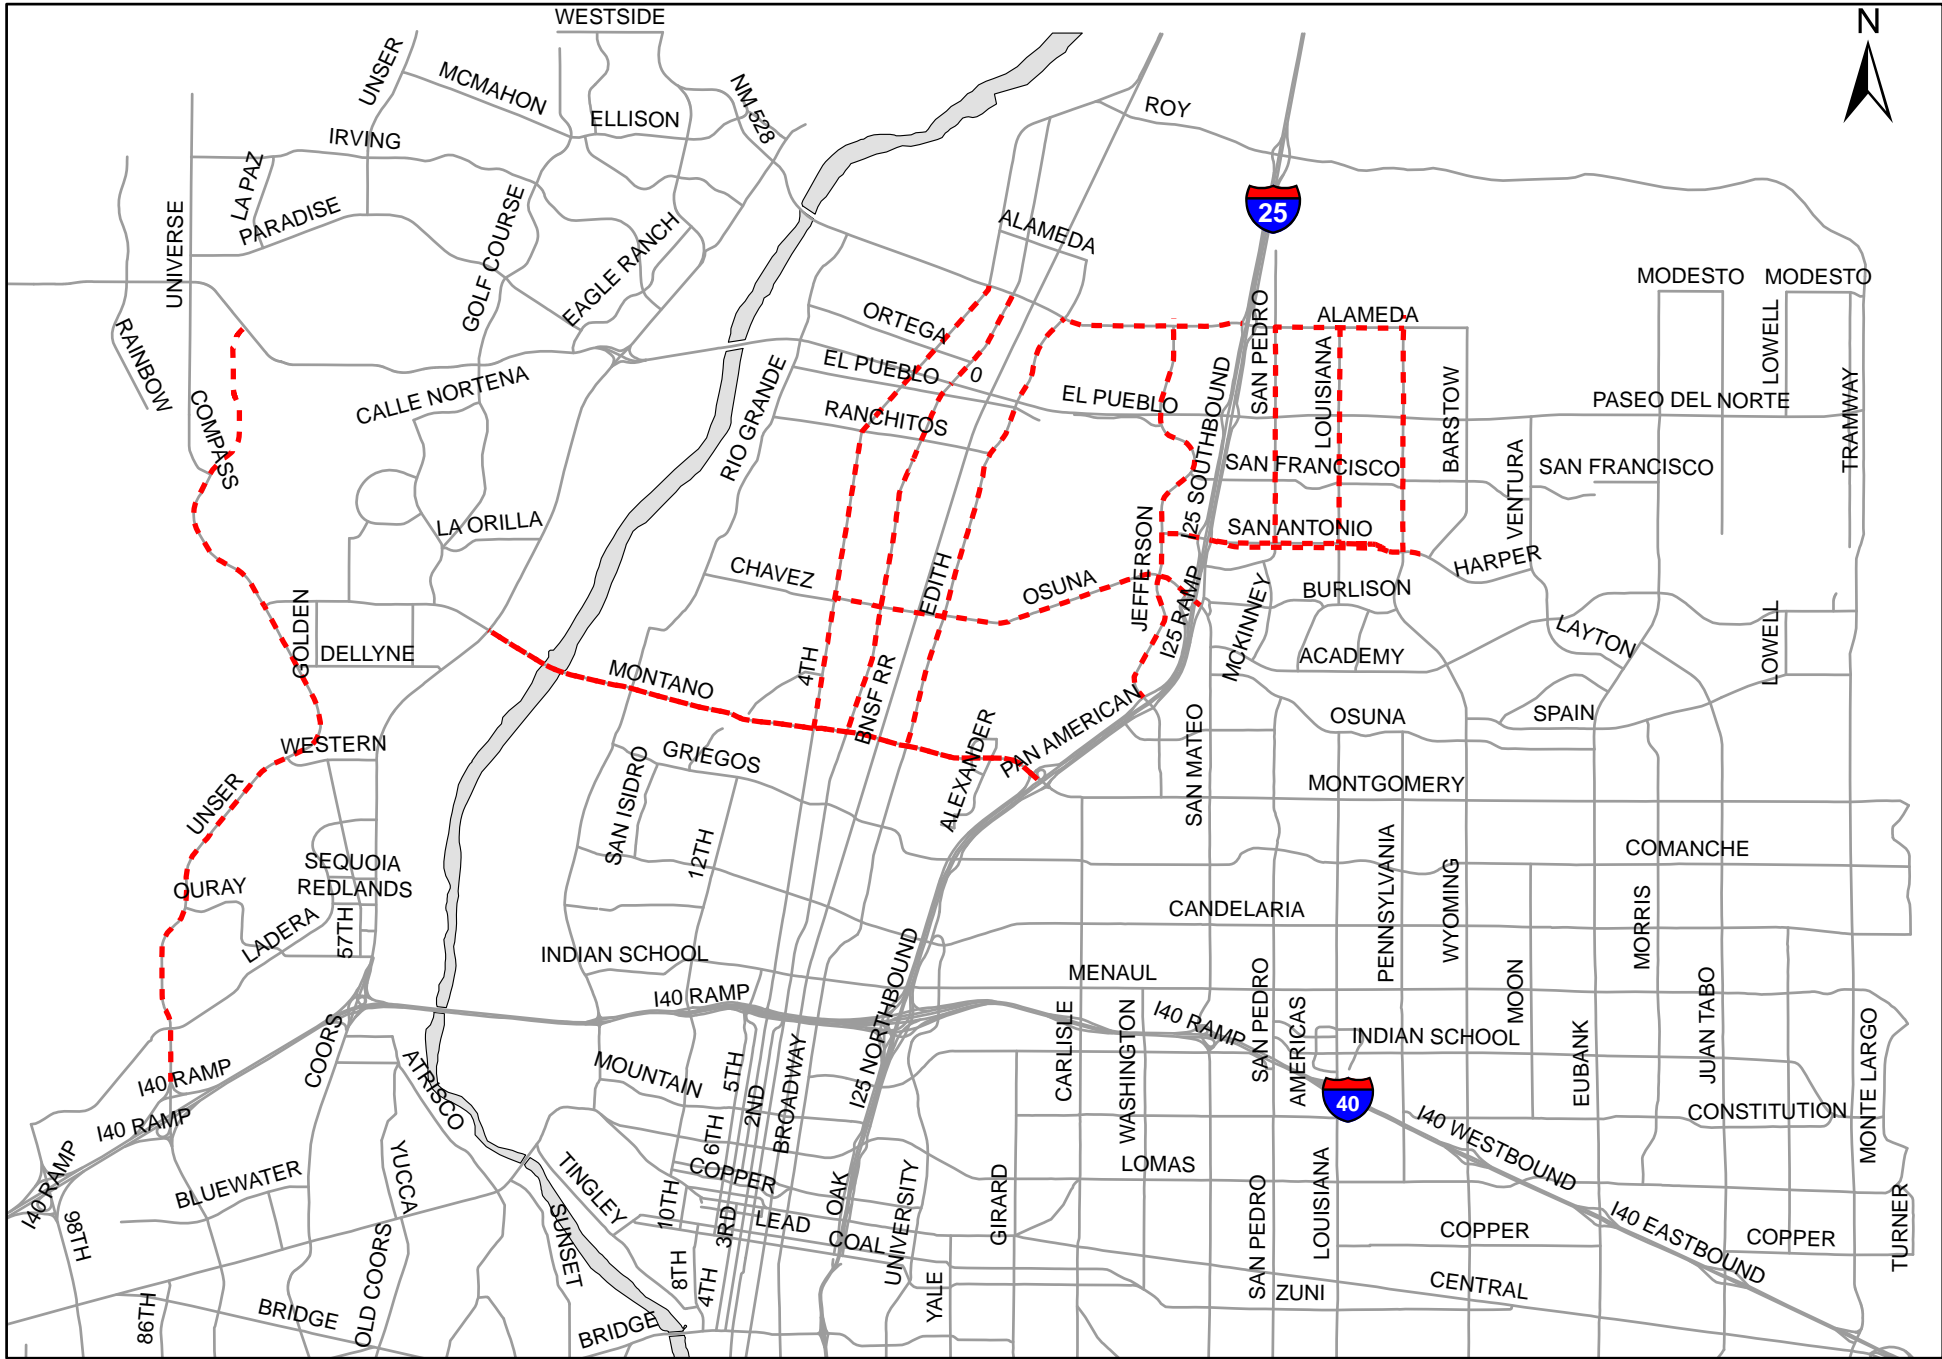 WESTSIDE
N
UNSER
MCMAHON
NM 528
ELLISON
ROY
IRVING
LA PAZ
PARADISE
UNIVERSE
GOLF COURSE
EAGLE RANCH
25
ALAMEDA
MODESTO
MODESTO
RAINBOW
ORTEGA
SAN PEDRO
ALAMEDA
LOUISIANA
LOWELL
EL PUEBLO
0
CALLE NORTENA
COMPASS
RIO GRANDE
RANCHITOS
EL PUEBLO
I25 SOUTHBOUND
BARSTOW
PASEO DEL NORTE
TRAMWAY
SAN FRANCISCO
VENTURA
SAN FRANCISCO
LA ORILLA
JEFFERSON
SAN ANTONIO
HARPER
CHAVEZ
EDITH
OSUNA
I25 RAMP
MCKINNEY
BURLISON
GOLDEN
DELLYNE
LAYTON
LOWELL
ACADEMY
MONTANO
4TH
BNSF RR
ALEXANDER
PAN AMERICAN
SAN MATEO
OSUNA
SPAIN
WESTERN
GRIEGOS
SAN ISIDRO
MONTGOMERY
UNSER
12TH
PENNSYLVANIA
WYOMING
COMANCHE
SEQUOIA
REDLANDS
OURAY
LADERA
57TH
CANDELARIA
MORRIS
INDIAN SCHOOL
I25 NORTHBOUND
MENAUL
SAN PEDRO
MOON
JUAN TABO
I40 RAMP
CARLISLE
WASHINGTON
I40 RAMP
AMERICAS
INDIAN SCHOOL
EUBANK
MONTE LARGO
COORS
ATRISCO
I40 RAMP
MOUNTAIN
5TH
2ND
BROADWAY
40
I40 RAMP
CONSTITUTION
I40 WESTBOUND
I40 RAMP
YUCCA
6TH
BLUEWATER
TINGLEY
COPPER
OAK
UNIVERSITY
LOMAS
LOUISIANA
SAN PEDRO
GIRARD
98TH
10TH
3RD
LEAD
COAL
SUNSET
COPPER
I40 EASTBOUND
COPPER
TURNER
OLD COORS
8TH
4TH
YALE
ZUNI
CENTRAL
86TH
BRIDGE
BRIDGE